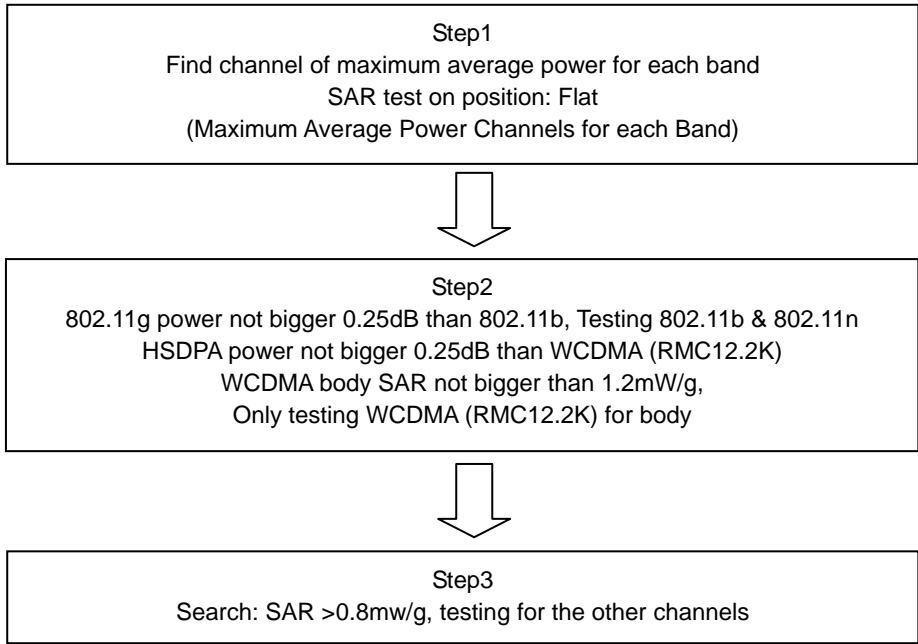 Step1
Find channel of maximum average power for each band
SAR test on position: Flat
(Maximum Average Power Channels for each Band)
Step2
802.11g power not bigger 0.25dB than 802.11b, Testing 802.11b & 802.11n
HSDPA power not bigger 0.25dB than WCDMA (RMC12.2K)
WCDMA body SAR not bigger than 1.2mW/g,
Only testing WCDMA (RMC12.2K) for body
Step3
Search: SAR >0.8mw/g, testing for the other channels